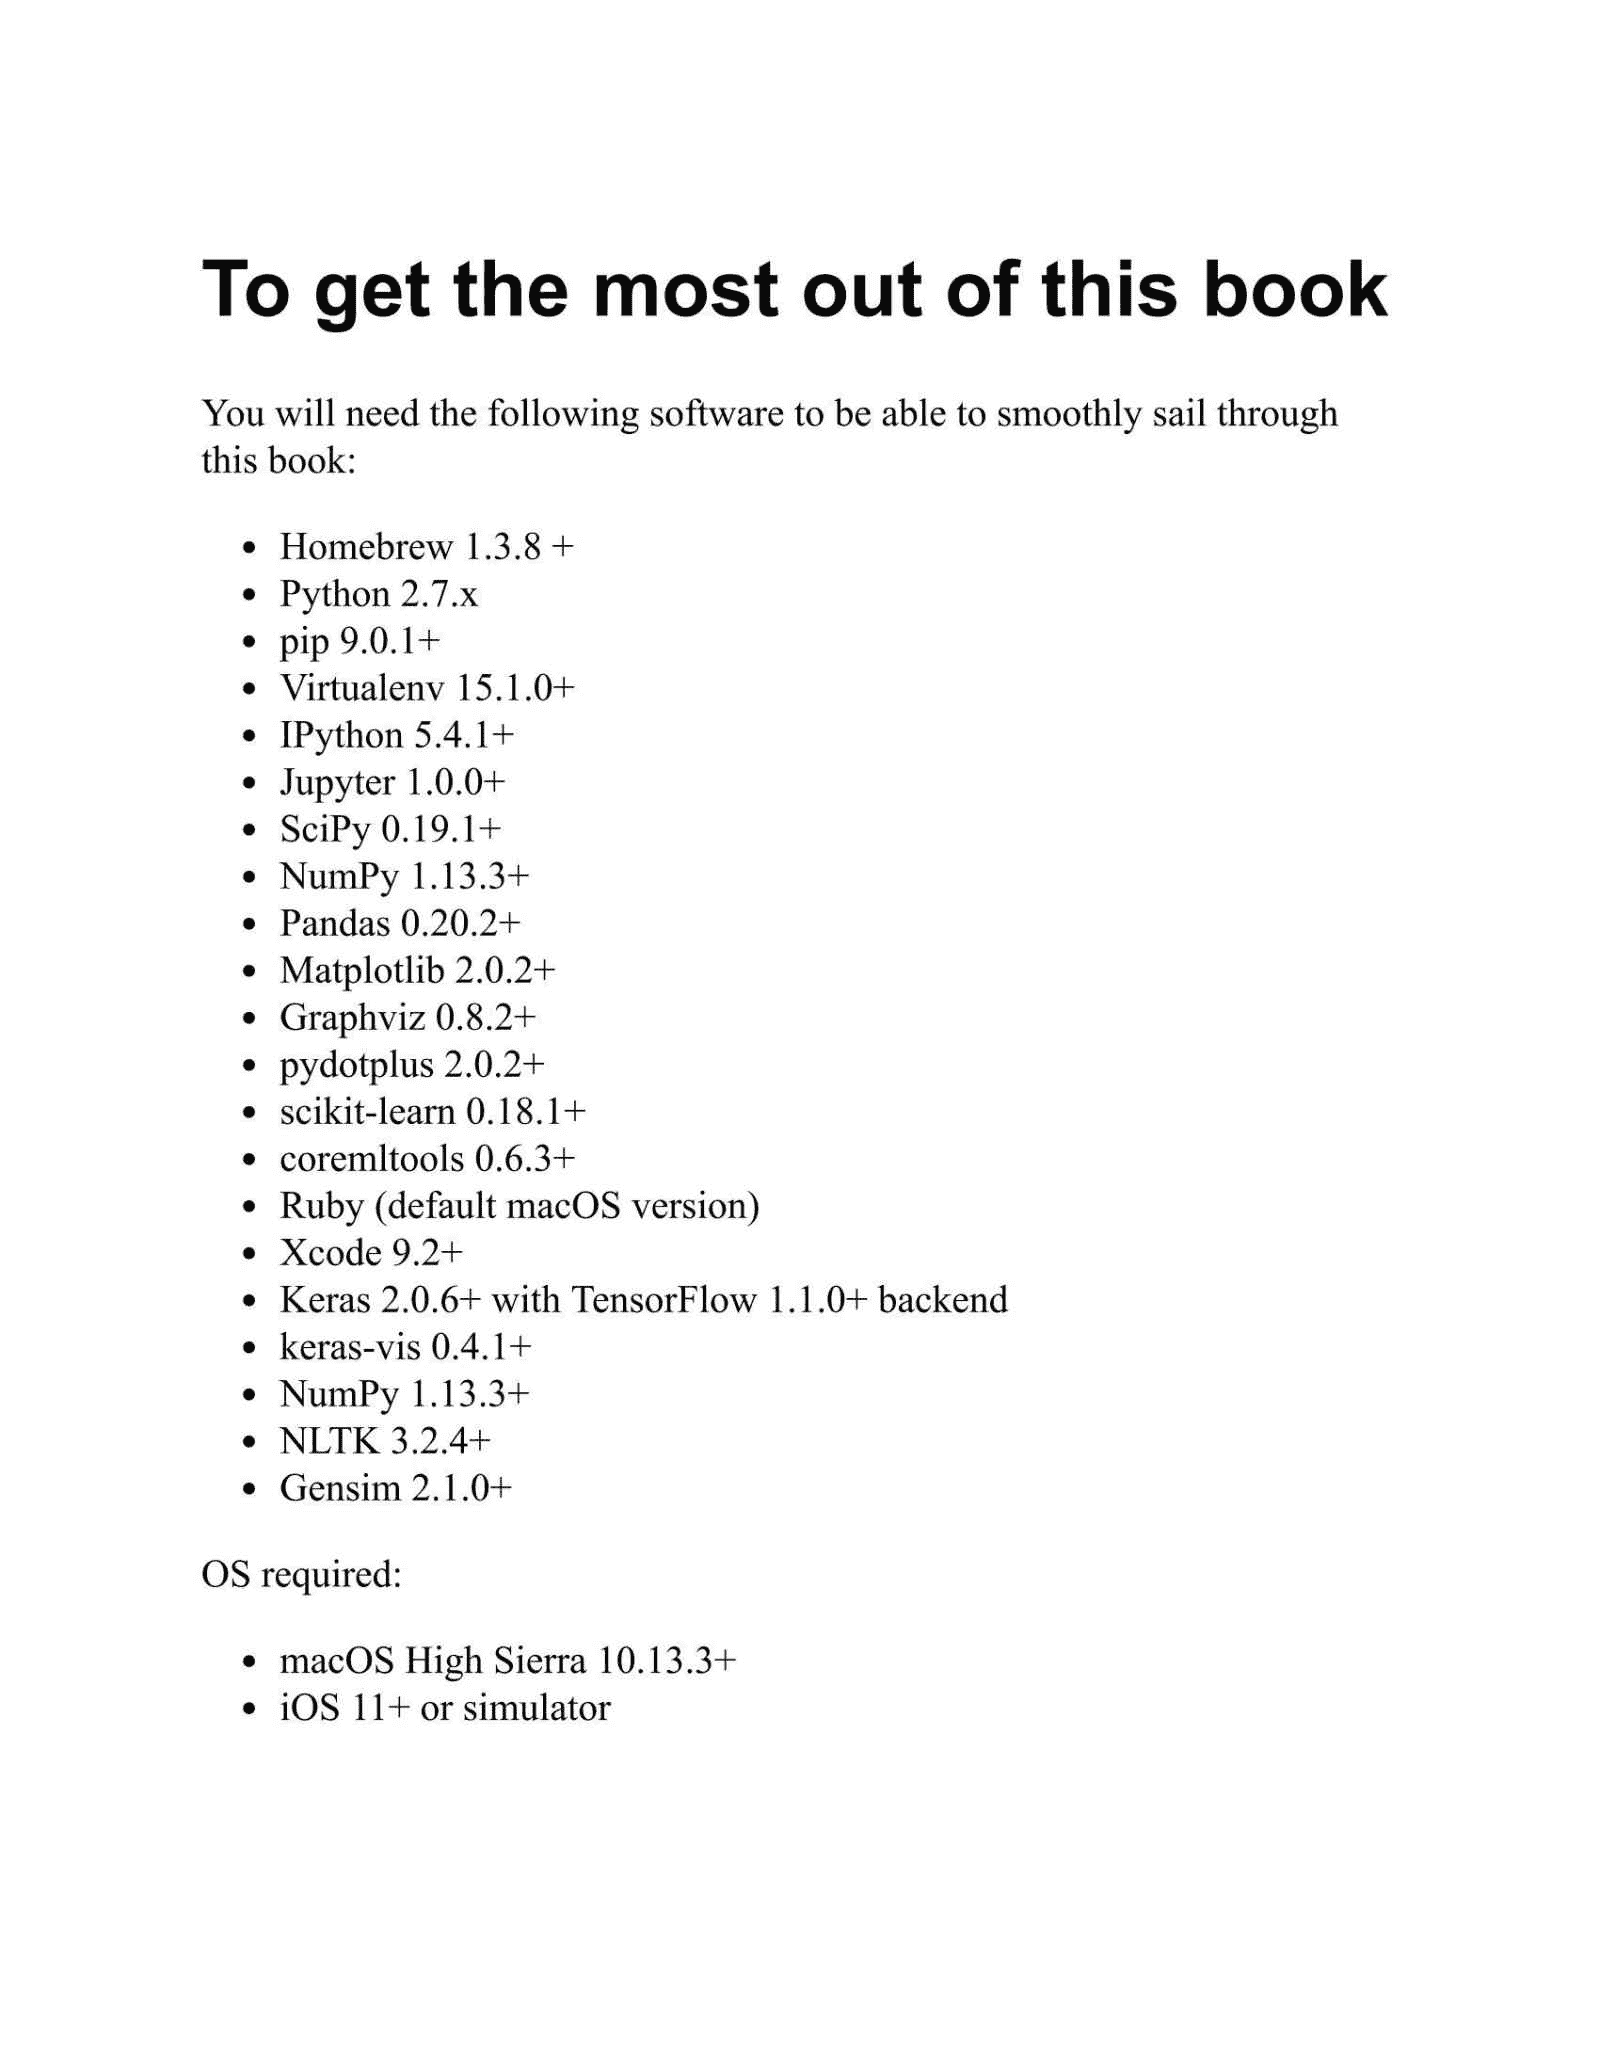 To get the most out of this book
You will need the following software to be able to smoothly sail through
this book:
• Homebrew 1.3.8 +
• Python 2.7.x
• pip 9.0.1+
• Virtualenv 15.1.0+
• IPython 5.4.1+
• Jupyter 1.0.0+
• SciPy 0.19.1+
• NumPy 1.13.3+
• Pandas 0.20.2+
• Matplotlib 2.0.2+
• Graphviz 0.8.2+
• pydotplus 2.0.2+
• scikit-learn 0.18.1+
• coremltools 0.6.3+
• Ruby (default macOS version)
• Xcode 9.2+
• Keras 2.0.6+ with TensorFlow 1.1.0+ backend
• keras-vis 0.4.1+
• NumPy 1.13.3+
• NLTK 3.2.4+
• Gensim 2.1.0+
OS required:
• macOS High Sierra 10.13.3+
• iOS 11+ or simulator